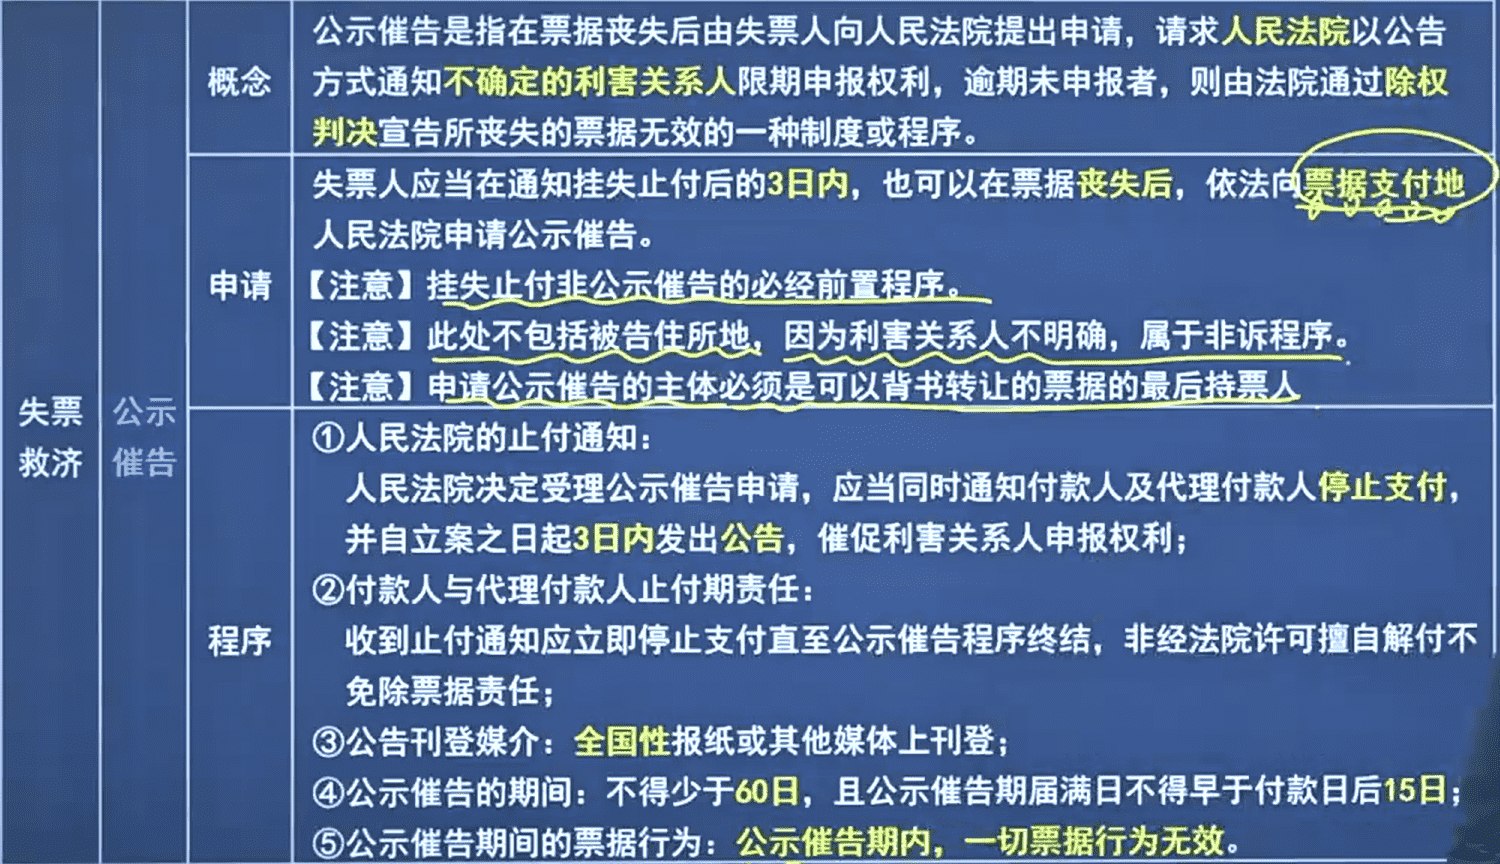 失票
救济
公示
催告
概念
公示催告是指在票据丧失后由失票人向人民法院提出申请，请求人民法院以公告
方式通知不确定的利害关系人限期申报权利，逾期未申报者，则由法院通过除权
判决宣告所丧失的票据无效的一种制度或程序。
申请
失票人应当在通知挂失止付后的3日内，也可以在票据丧失后，依法向票据支付地
人民法院申请公示催告。
【注意】挂失止付非公示催告的必经前置程序。
【注意】此处不包括被告住所地，因为利害关系人不明确，属于非诉程序。
【注意】申请公示催告的主体必须是可以背书转让的票据的最后持票人
程序
①人民法院的止付通知：
人民法院决定受理公示催告申请，应当同时通知付款人及代理付款人停止支付，
并自立案之日起3日内发出公告，催促利害关系人申报权利；
②付款人与代理付款人止付期责任：
收到止付通知应立即停止支付直至公示催告程序终结，非经法院许可擅自解付不
免除票据责任；
③公告刊登媒介：全国性报纸或其他媒体上刊登；
④公示催告的期间：不得少于60日，且公示催告期届满日不得早于付款日后15日；
⑤公示催告期间的票据行为：公示催告期内，一切票据行为无效。